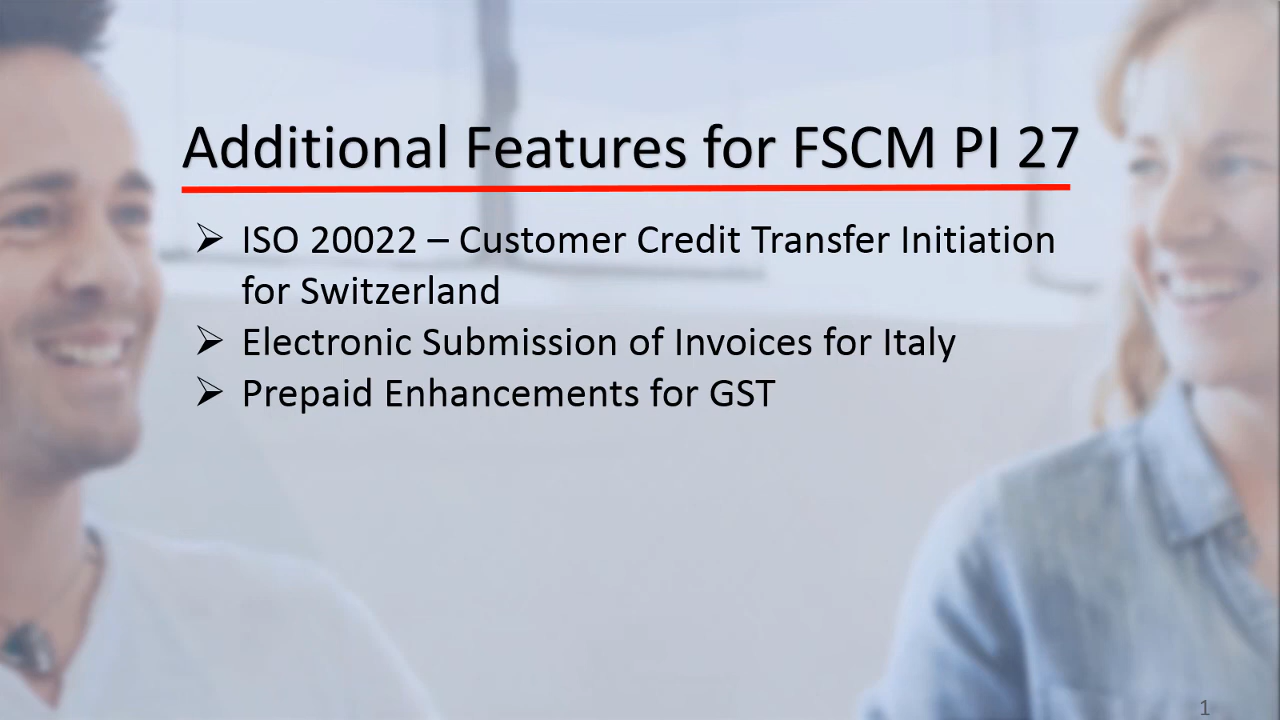 Additional Features for FSCM PI 27
➢ ISO 20022 – Customer Credit Transfer Initiation
for Switzerland
➢ Electronic Submission of Invoices for Italy
➢ Prepaid Enhancements for GST
1